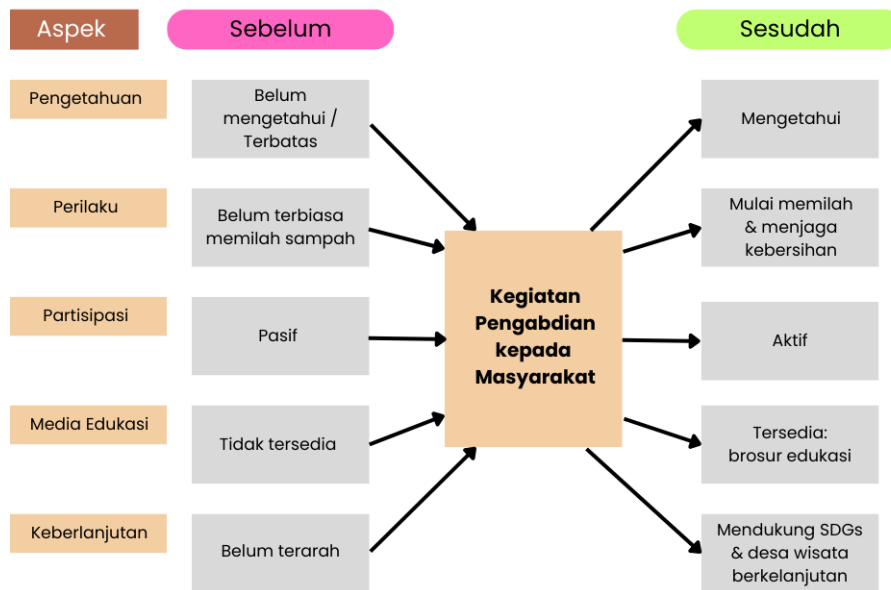 Aspek
Sebelum
Sesudah
Pengetahuan
Belum
mengetahui /
Terbatas
Mengetahui
Perilaku
Belum terbiasa
memilah sampah
Mulai memilah
& menjaga
kebersihan
Kegiatan
Pengabdian
kepada
Masyarakat
Partisipasi
Pasif
Aktif
Media Edukasi
Tidak tersedia
Tersedia:
brosur edukasi
Keberlanjutan
Belum terarah
Mendukung SDGs
& desa wisata
berkelanjutan